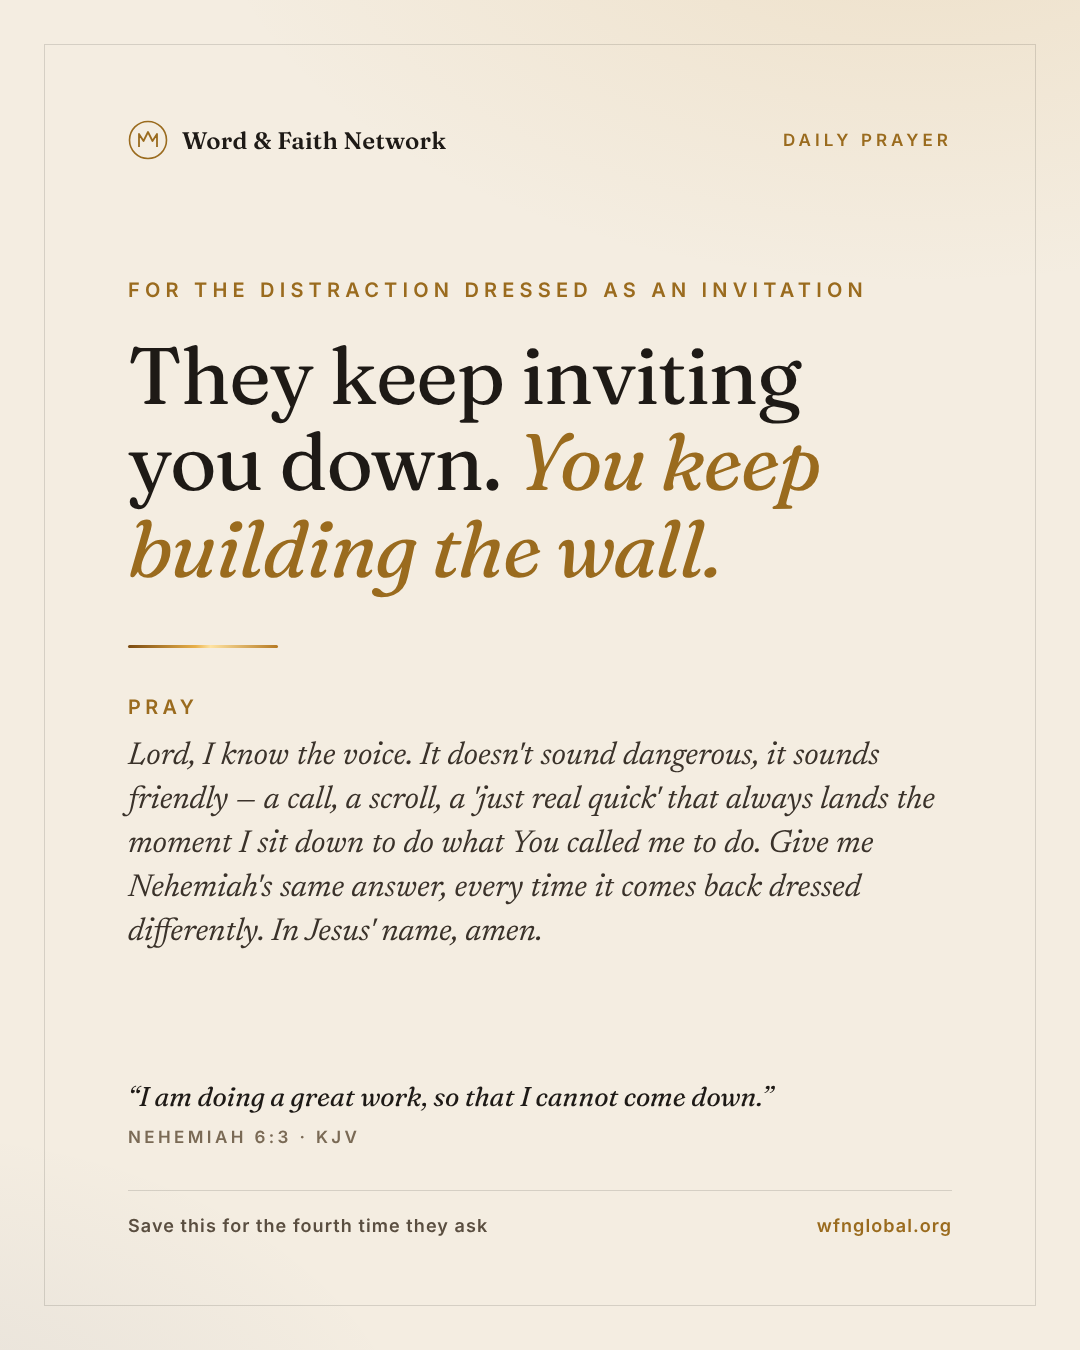 Word & Faith Network
DAILY PRAYER
FOR THE DISTRACTION DRESSED AS AN INVITATION
They keep inviting
you down. You keep
building the wall.
PRAY
Lord, I know the voice. It doesn't sound dangerous, it sounds
friendly — a call, a scroll, a 'just real quick' that always lands the
moment I sit down to do what You called me to do. Give me
Nehemiah's same answer, every time it comes back dressed
differently. In Jesus' name, amen.
“I am doing a great work, so that I cannot come down.”
NEHEMIAH 6:3 · KJV
Save this for the fourth time they ask
wfnglobal.org